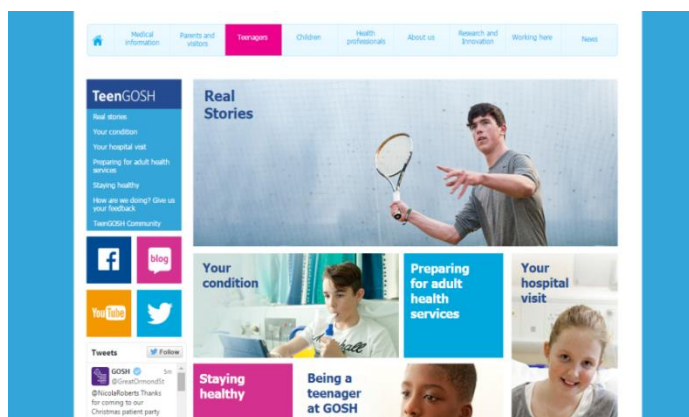 Medical
information
Parents and
visitors
Teenagers
Children
Health
professionals
About us
Research and
Innovation
Working here
News
TeenGOSH
Real stories
Your condition
Your hospital visit
Preparing for adult health
services
Staying healthy
How are we doing? Give us
your feedback
TeenGOSH Community
f
blog
YouTube
Tweets
Follow
GOSH
5m
@GreatOrmondSt
@NicolaRoberts Thanks
for coming to our
Christmas patient party
Real
Stories
Your
condition
Preparing
for adult
health
services
Your
hospital
visit
Staying
healthy
Being a
teenager
at GOSH